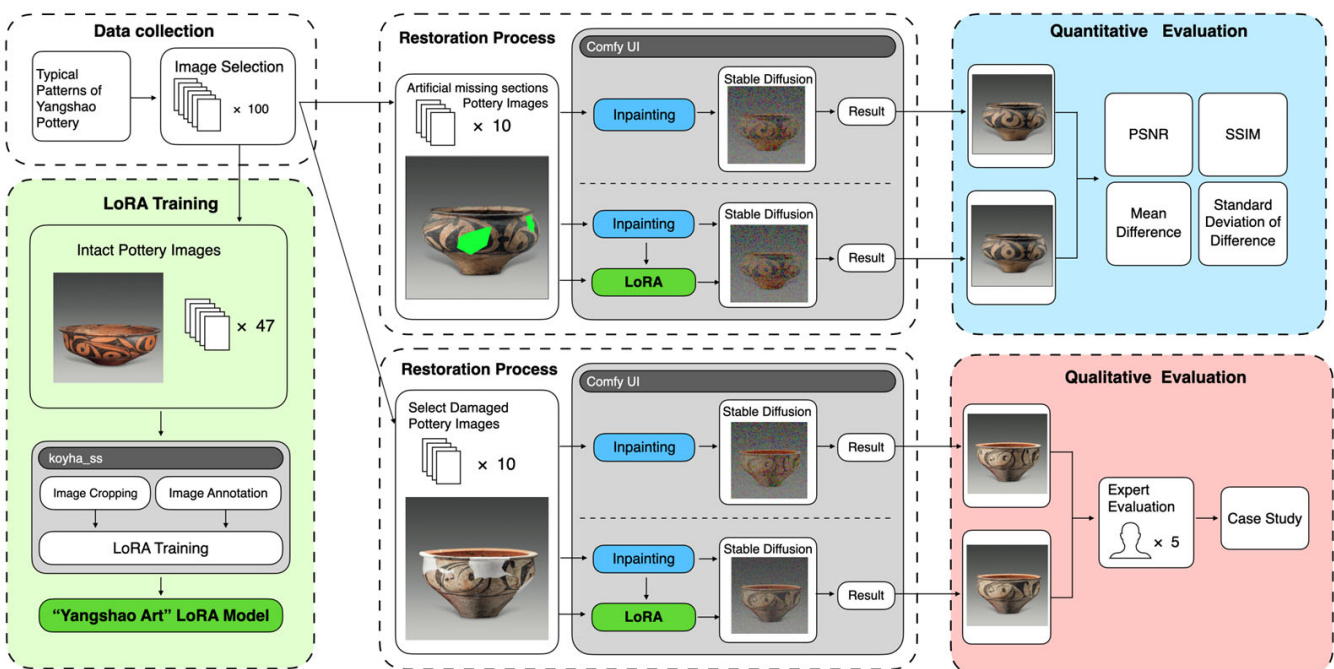 Data collection
Typical
Patterns of
Yangshao
Pottery
Image Selection
× 100
LoRA Training
Intact Pottery Images
× 47
koyha_ss
Image Cropping
Image Annotation
LoRA Training
“Yangshao Art” LoRA Model
Restoration Process
Artificial missing sections
Pottery Images
× 10
Comfy UI
Inpainting
Stable Diffusion
Result
Inpainting
LoRA
Stable Diffusion
Result
Quantitative Evaluation
PSNR
SSIM
Mean
Difference
Standard
Deviation of
Difference
Restoration Process
Select Damaged
Pottery Images
× 10
Comfy UI
Inpainting
Stable Diffusion
Result
Inpainting
LoRA
Stable Diffusion
Result
Qualitative Evaluation
Expert
Evaluation
× 5
Case Study